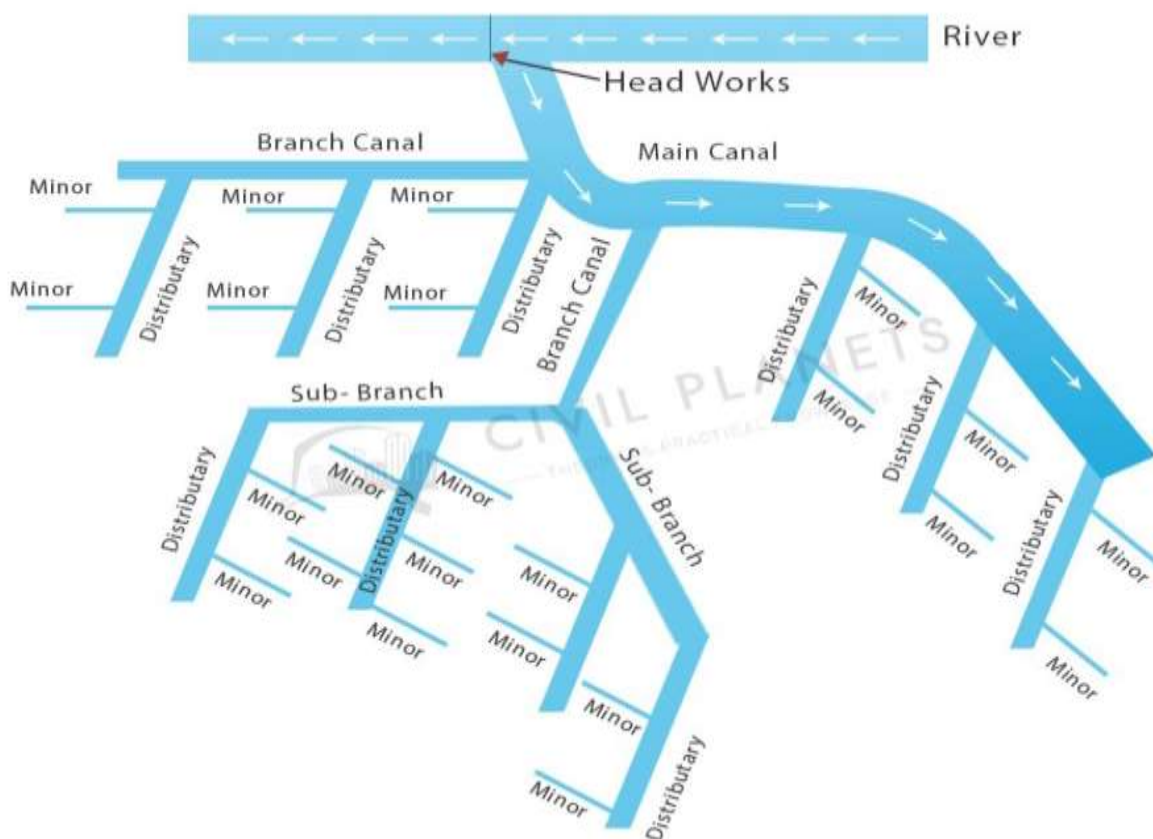 River
Head Works
Branch Canal
Main Canal
Minor
Minor
Minor
Distributary
Distributary
Distributary
Branch Canal
Minor
Minor
Minor
Distributary
Minor
Minor
Distributary
Minor
Minor
Distributary
Minor
Minor
Sub- Branch
Sub- Branch
CIVIL PLANETS
Distributary
Minor
Minor
Distributary
Minor
Minor
Minor
Minor
Minor
Minor
Minor
Minor
Minor
Distributary